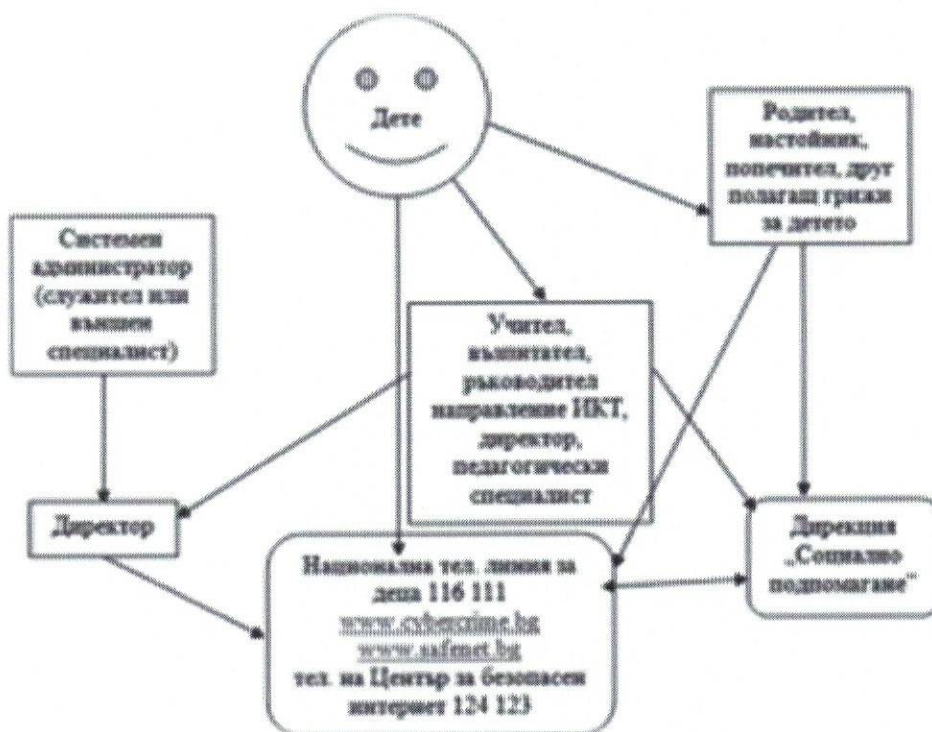 Дете
Родител,
настойник,
попечител, друг
полагащ грижи
за детето
Системен
администратор
(служител или
външен
специалист)
Учител,
възпитател,
ръководител
направление ИКТ,
директор,
педагогически
специалист
Директор
Национална тел. линия за
деца 116 111
www.cybercrime.bg
www.safenet.bg
тел. на Център за безопасен
интернет 124 123
Дирекция
„Социално
подпомагане"